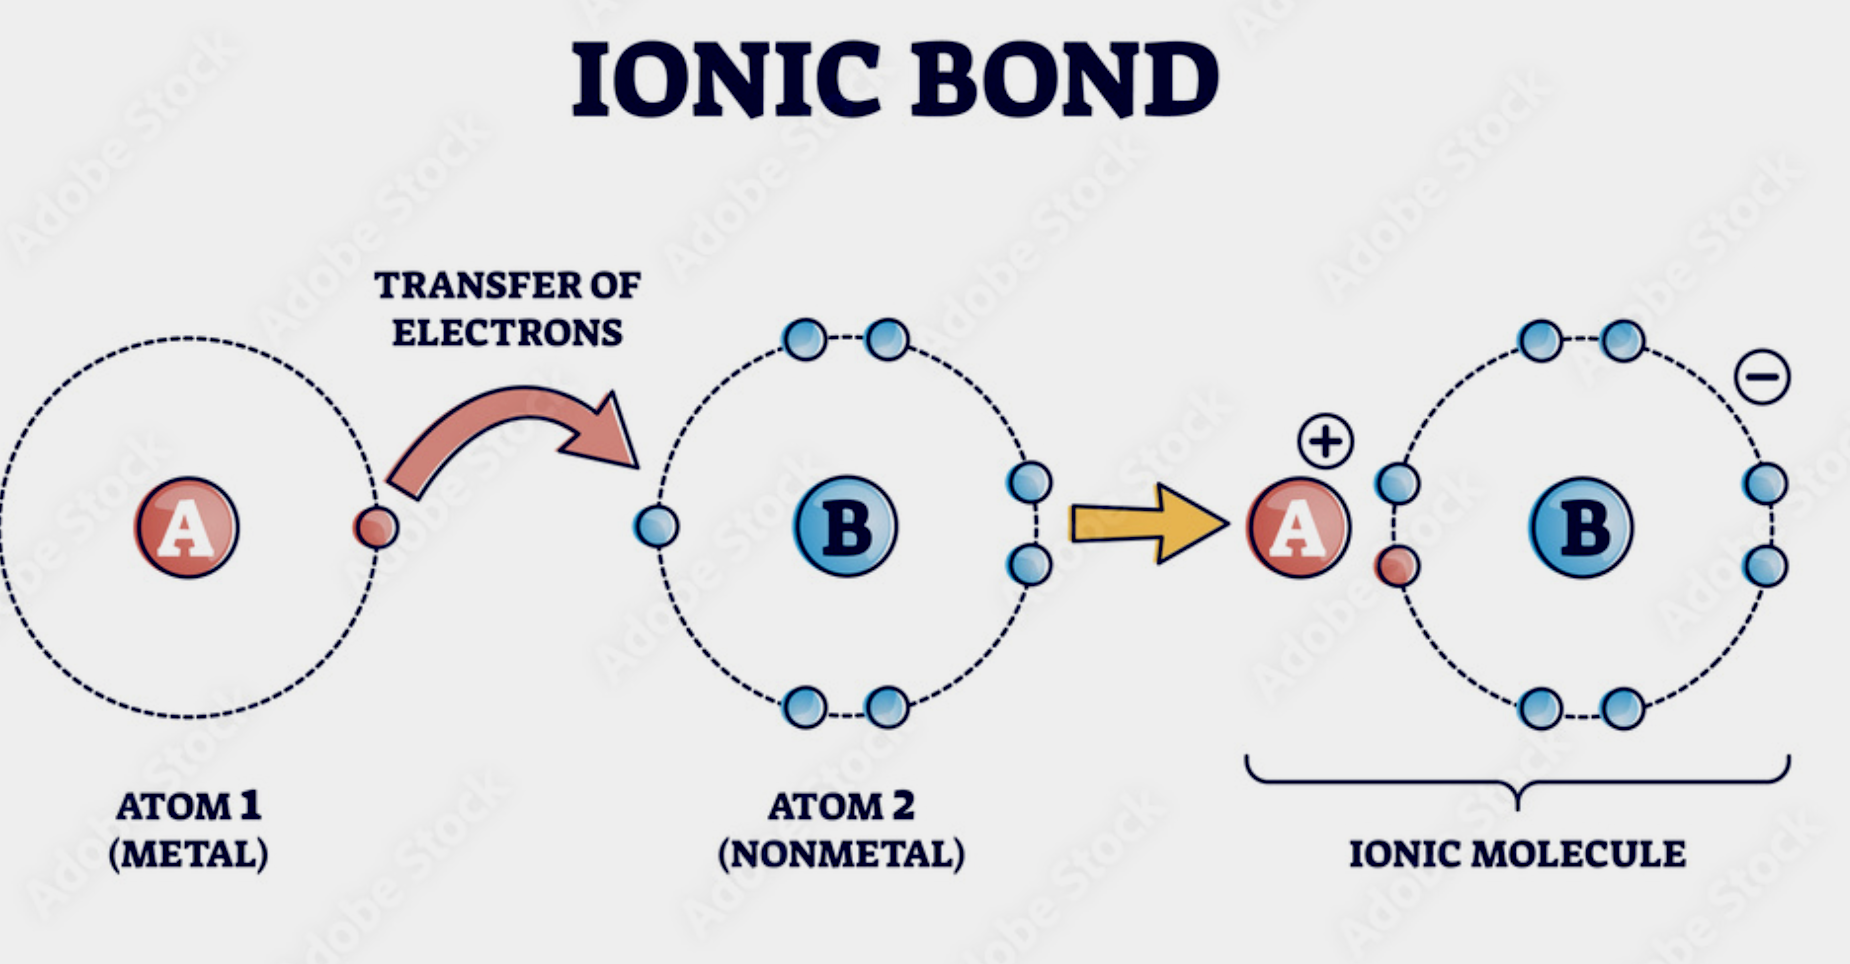 IONIC BOND
TRANSFER OF
ELECTRONS
A
B
+
A
B
−
ATOM 1
(METAL)
ATOM 2
(NONMETAL)
IONIC MOLECULE
Adobe Stock